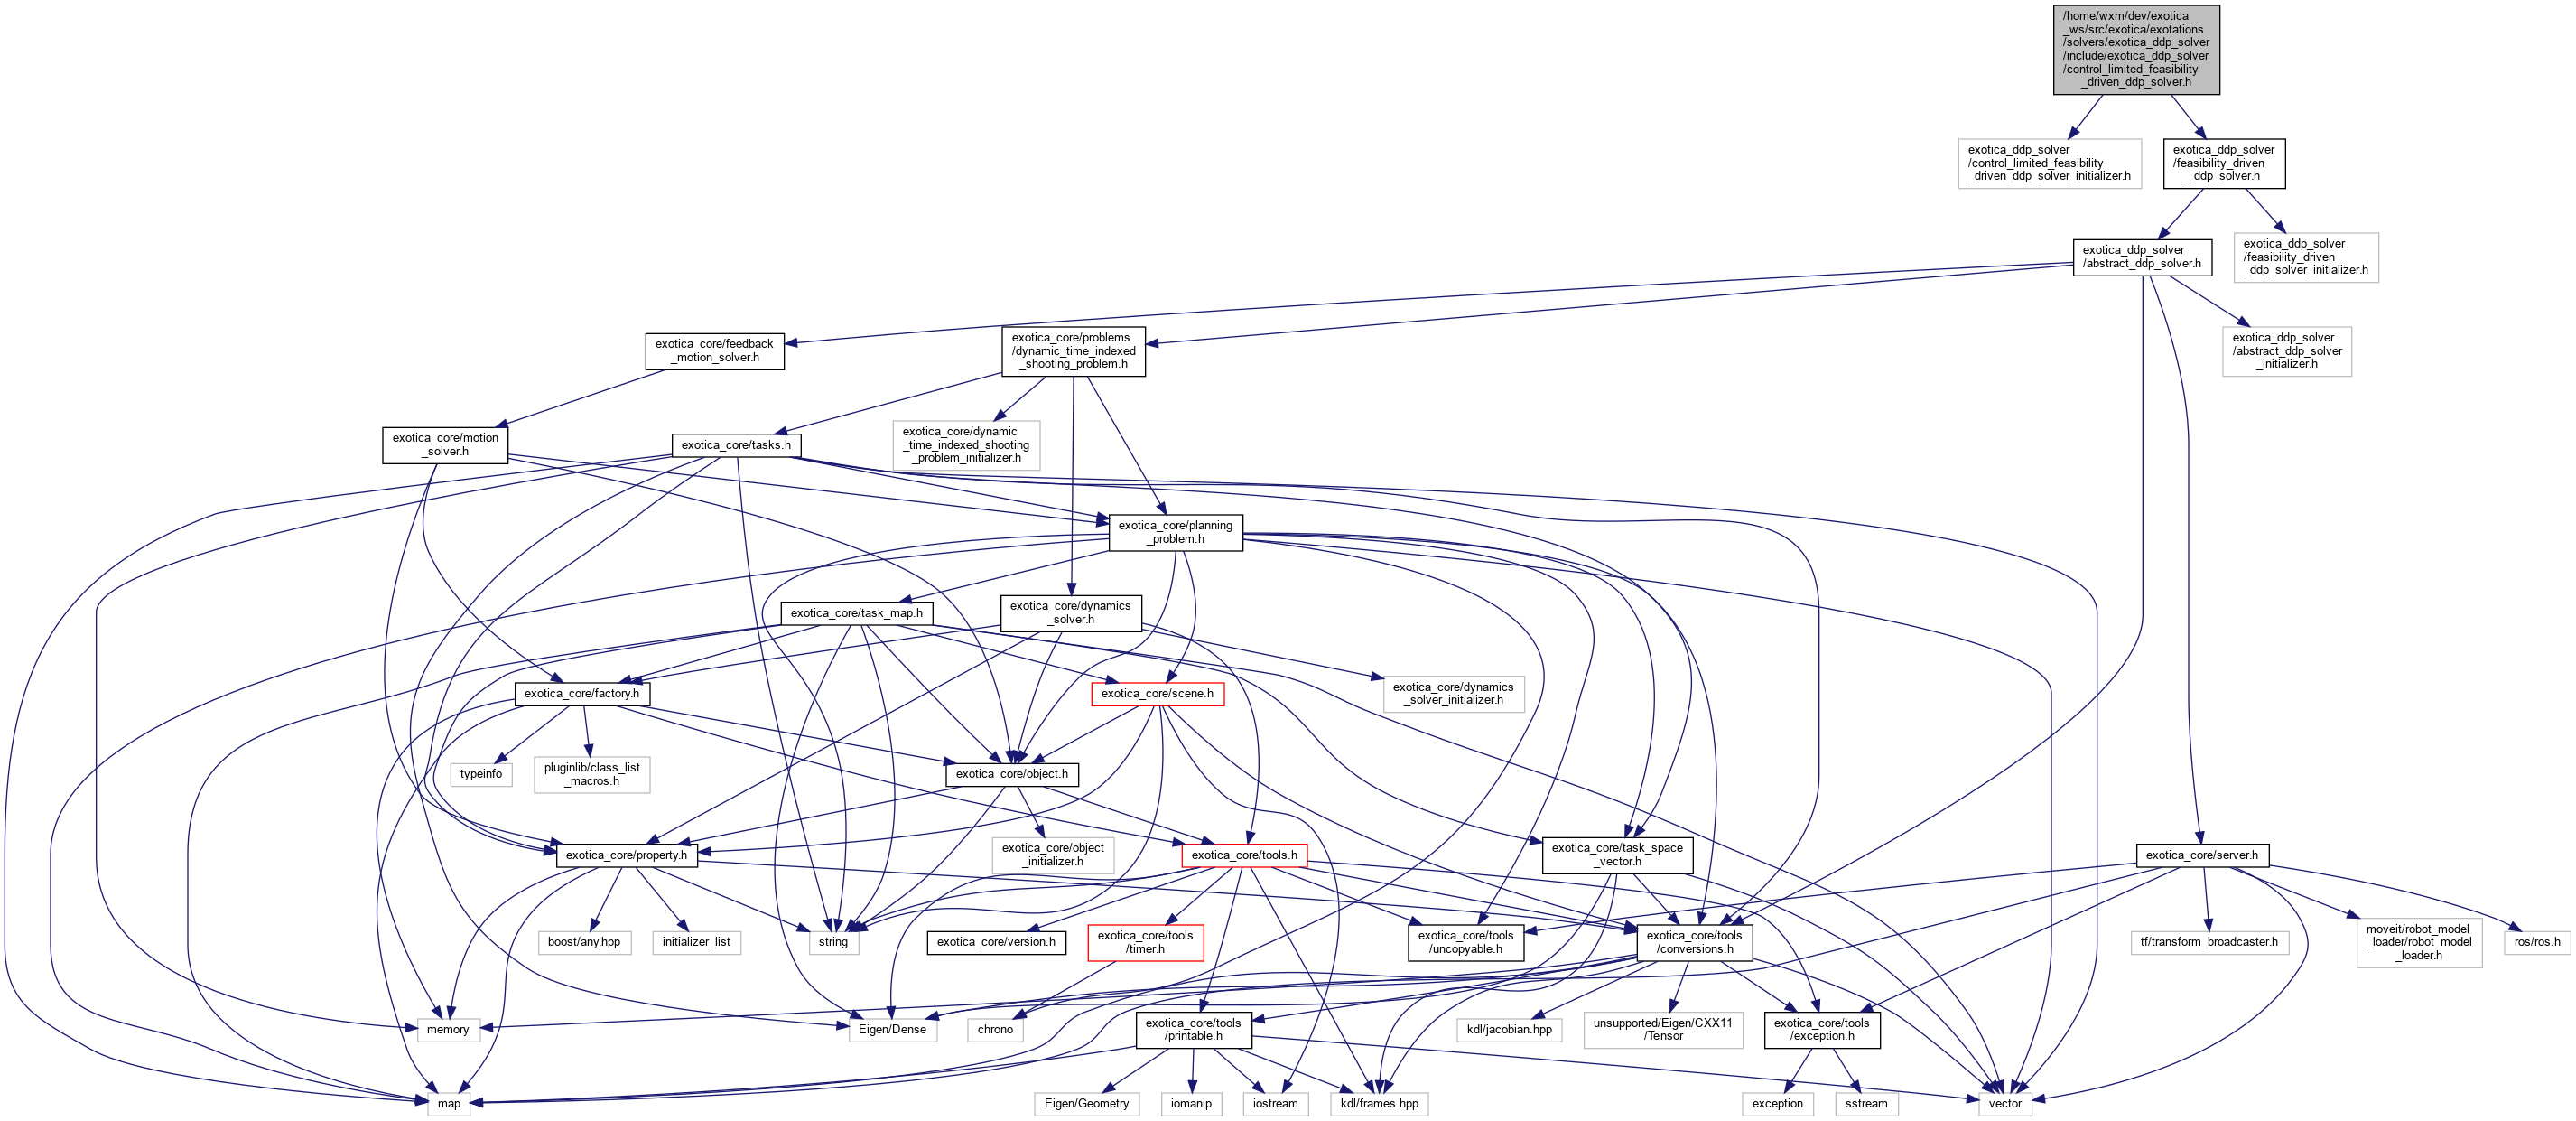 /home/wxm/dev/exotica
_ws/src/exotica/exotations
/solvers/exotica_ddp_solver
/include/exotica_ddp_solver
/control_limited_feasibility
_driven_ddp_solver.h
exotica_ddp_solver
/control_limited_feasibility
_driven_ddp_solver_initializer.h
exotica_ddp_solver
/feasibility_driven
_ddp_solver.h
exotica_ddp_solver
/abstract_ddp_solver.h
exotica_ddp_solver
/feasibility_driven
_ddp_solver_initializer.h
exotica_core/feedback
_motion_solver.h
exotica_core/problems
/dynamic_time_indexed
_shooting_problem.h
exotica_ddp_solver
/abstract_ddp_solver
_initializer.h
exotica_core/motion
_solver.h
exotica_core/tasks.h
exotica_core/dynamic
_time_indexed_shooting
_problem_initializer.h
exotica_core/planning
_problem.h
exotica_core/task_map.h
exotica_core/dynamics
_solver.h
exotica_core/factory.h
exotica_core/scene.h
exotica_core/dynamics
_solver_initializer.h
typeinfo
pluginlib/class_list
_macros.h
exotica_core/object.h
exotica_core/property.h
exotica_core/object
_initializer.h
exotica_core/tools.h
exotica_core/task_space
_vector.h
exotica_core/server.h
boost/any.hpp
initializer_list
string
exotica_core/version.h
exotica_core/tools
/timer.h
exotica_core/tools
/uncopyable.h
exotica_core/tools
/conversions.h
tf/transform_broadcaster.h
moveit/robot_model
_loader/robot_model
_loader.h
ros/ros.h
memory
Eigen/Dense
chrono
exotica_core/tools
/printable.h
kdl/jacobian.hpp
unsupported/Eigen/CXX11
/Tensor
exotica_core/tools
/exception.h
map
Eigen/Geometry
iomanip
iostream
kdl/frames.hpp
exception
sstream
vector